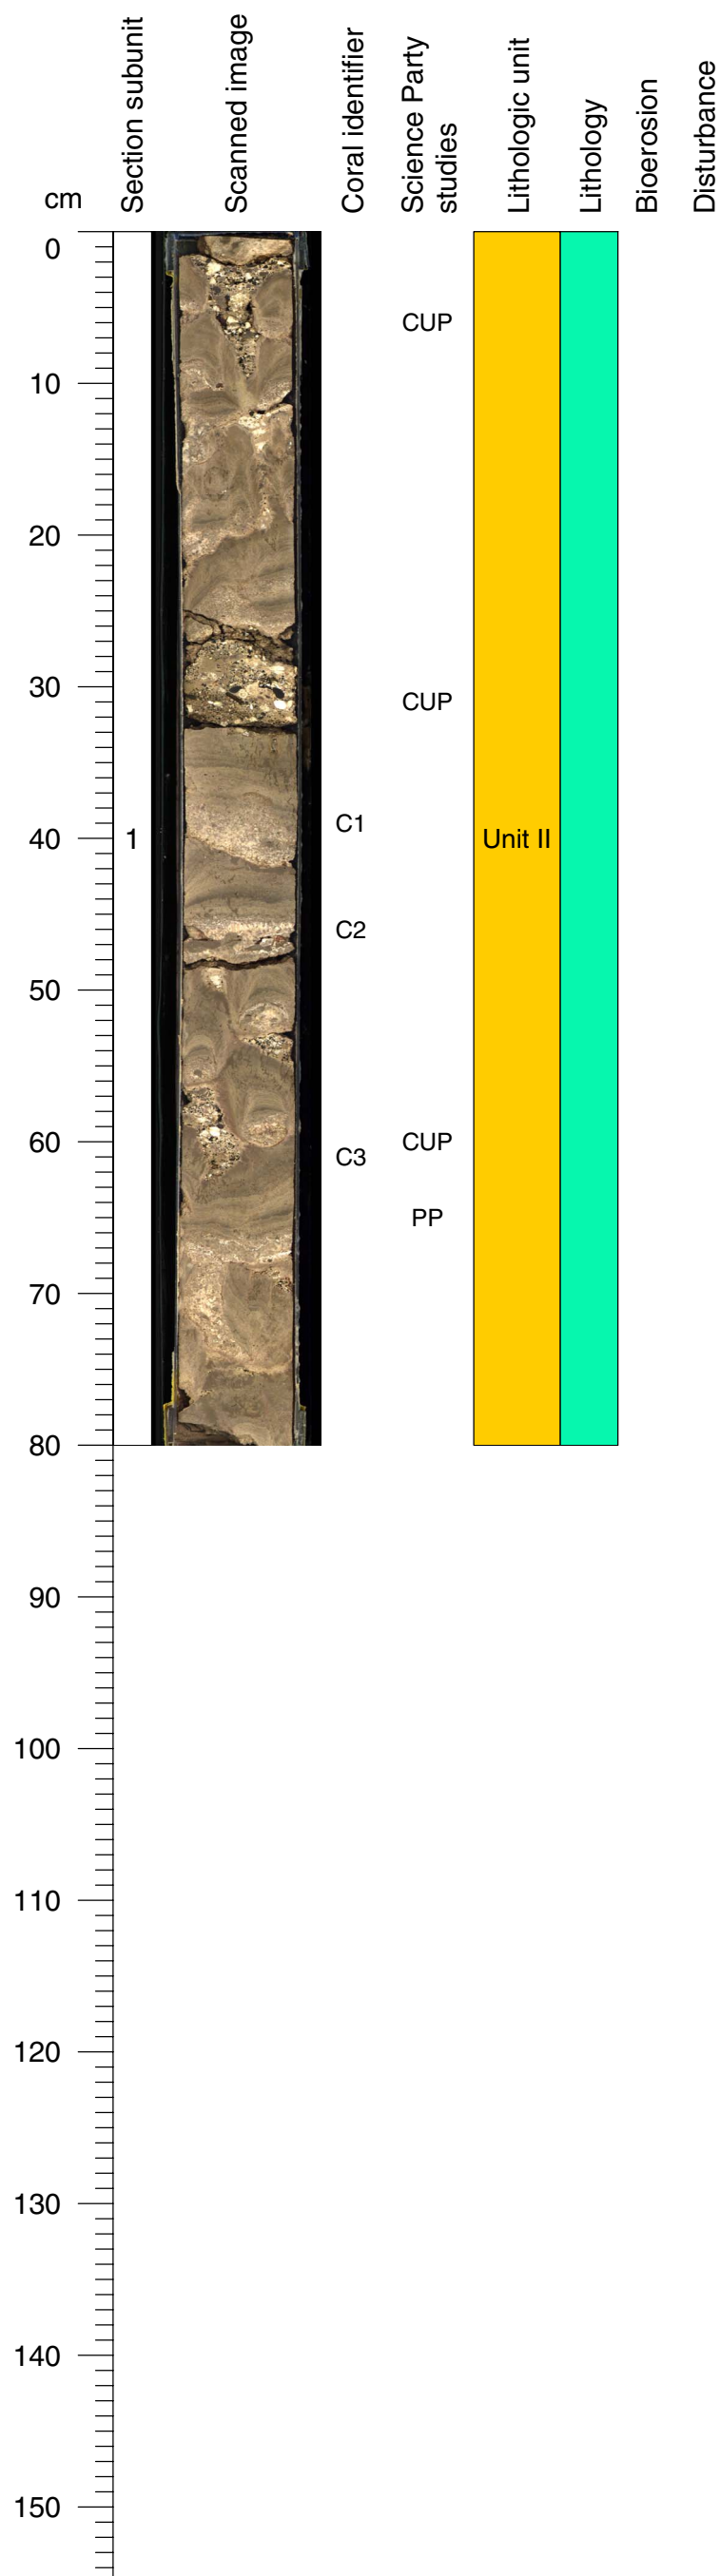 cm
Section subunit
Scanned image
Coral identifier
Science Party
studies
Lithologic unit
Lithology
Bioerosion
Disturbance
0
CUP
10
20
30
CUP
C1
40
1
Unit II
C2
50
60
CUP
C3
PP
70
80
90
100
110
120
130
140
150